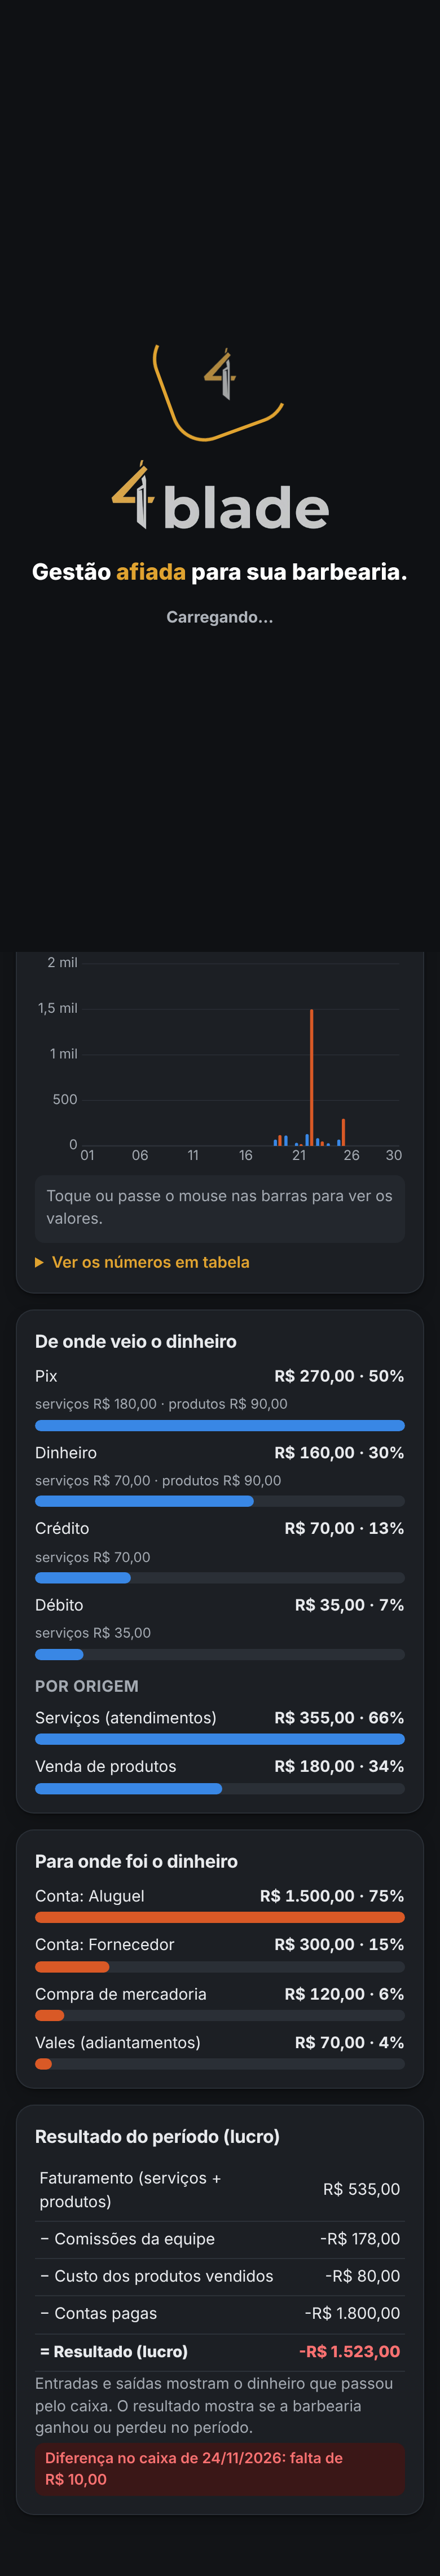 4
4blade
Gestão afiada para sua barbearia.
Carregando...
2 mil
1,5 mil
1 mil
500
0
01 06 11 16 21 26 30
Toque ou passe o mouse nas barras para ver os
valores.
▶ Ver os números em tabela
De onde veio o dinheiro
Pix R$ 270,00 · 50%
serviços R$ 180,00 · produtos R$ 90,00
Dinheiro R$ 160,00 · 30%
serviços R$ 70,00 · produtos R$ 90,00
Crédito R$ 70,00 · 13%
serviços R$ 70,00
Débito R$ 35,00 · 7%
serviços R$ 35,00
POR ORIGEM
Serviços (atendimentos) R$ 355,00 · 66%
Venda de produtos R$ 180,00 · 34%
Para onde foi o dinheiro
Conta: Aluguel R$ 1.500,00 · 75%
Conta: Fornecedor R$ 300,00 · 15%
Compra de mercadoria R$ 120,00 · 6%
Vales (adiantamentos) R$ 70,00 · 4%
Resultado do período (lucro)
Faturamento (serviços +
produtos) R$ 535,00
− Comissões da equipe -R$ 178,00
− Custo dos produtos vendidos -R$ 80,00
− Contas pagas -R$ 1.800,00
= Resultado (lucro) -R$ 1.523,00
Entradas e saídas mostram o dinheiro que passou
pelo caixa. O resultado mostra se a barbearia
ganhou ou perdeu no período.
Diferença no caixa de 24/11/2026: falta de
R$ 10,00